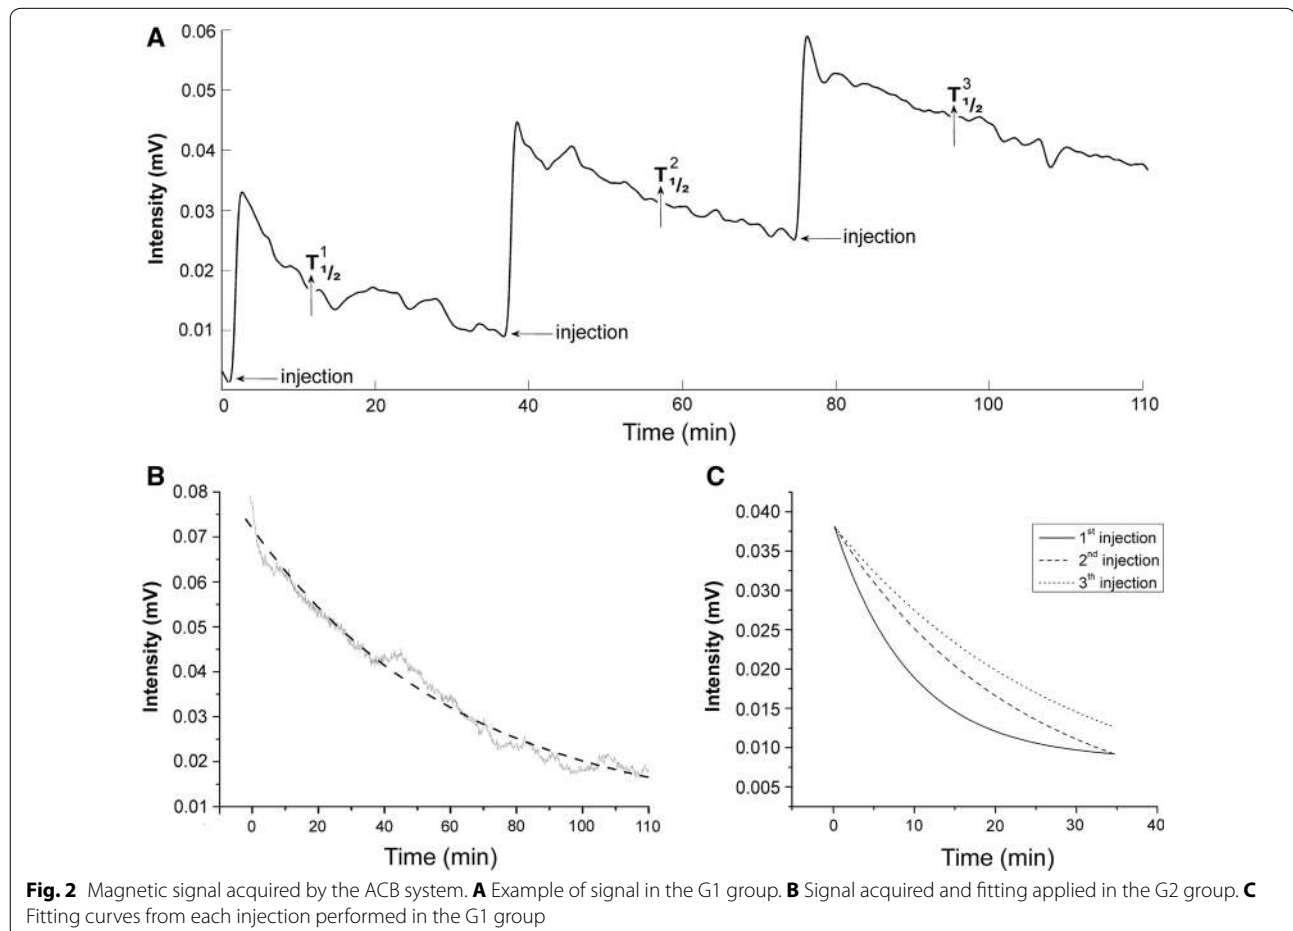 A
0.06
0.05
0.04
0.03
0.02
0.01
Intensity (mV)
T 1 1/2
T 2 1/2
T 3 1/2
injection
injection
injection
0 20 40 60 80 100 110
Time (min)
B
0.08
0.07
0.06
0.05
0.04
0.03
0.02
0.01
Intensity (mV)
0 20 40 60 80 100 110
Time (min)
C
0.040
0.035
0.030
0.025
0.020
0.015
0.010
0.005
Intensity (mV)
1st injection
2nd injection
3th injection
0 10 20 30 40
Time (min)
Fig. 2 Magnetic signal acquired by the ACB system. A Example of signal in the G1 group. B Signal acquired and fitting applied in the G2 group. C
Fitting curves from each injection performed in the G1 group